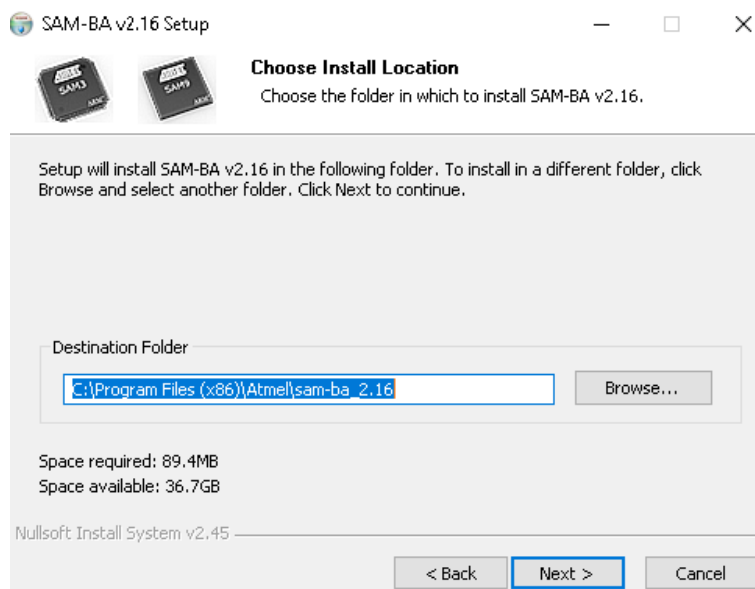 SAM-BA v2.16 Setup
Choose Install Location
Choose the folder in which to install SAM-BA v2.16.
SAM3
SAM9
Setup will install SAM-BA v2.16 in the following folder. To install in a different folder, click
Browse and select another folder. Click Next to continue.
Destination Folder
C:\Program Files (x86)\Atmel\sam-ba_2.16
Browse...
Space required: 89.4MB
Space available: 36.7GB
Nullsoft Install System v2.45
< Back
Next >
Cancel